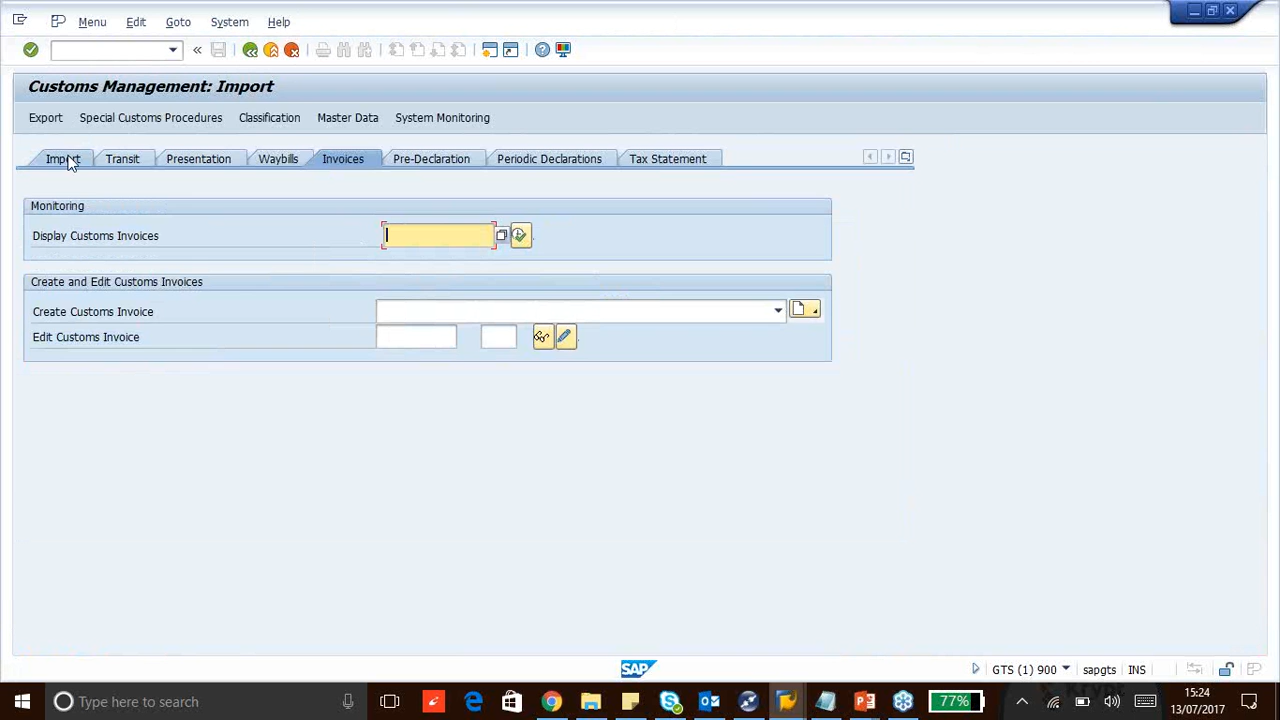 Menu Edit Goto System Help
Customs Management: Import
Export Special Customs Procedures Classification Master Data System Monitoring
Import Transit Presentation Waybills Invoices Pre-Declaration Periodic Declarations Tax Statement
Monitoring
Display Customs Invoices
Create and Edit Customs Invoices
Create Customs Invoice
Edit Customs Invoice
SAP
GTS (1) 900 sapgts INS
Type here to search
77%
15:24
13/07/2017